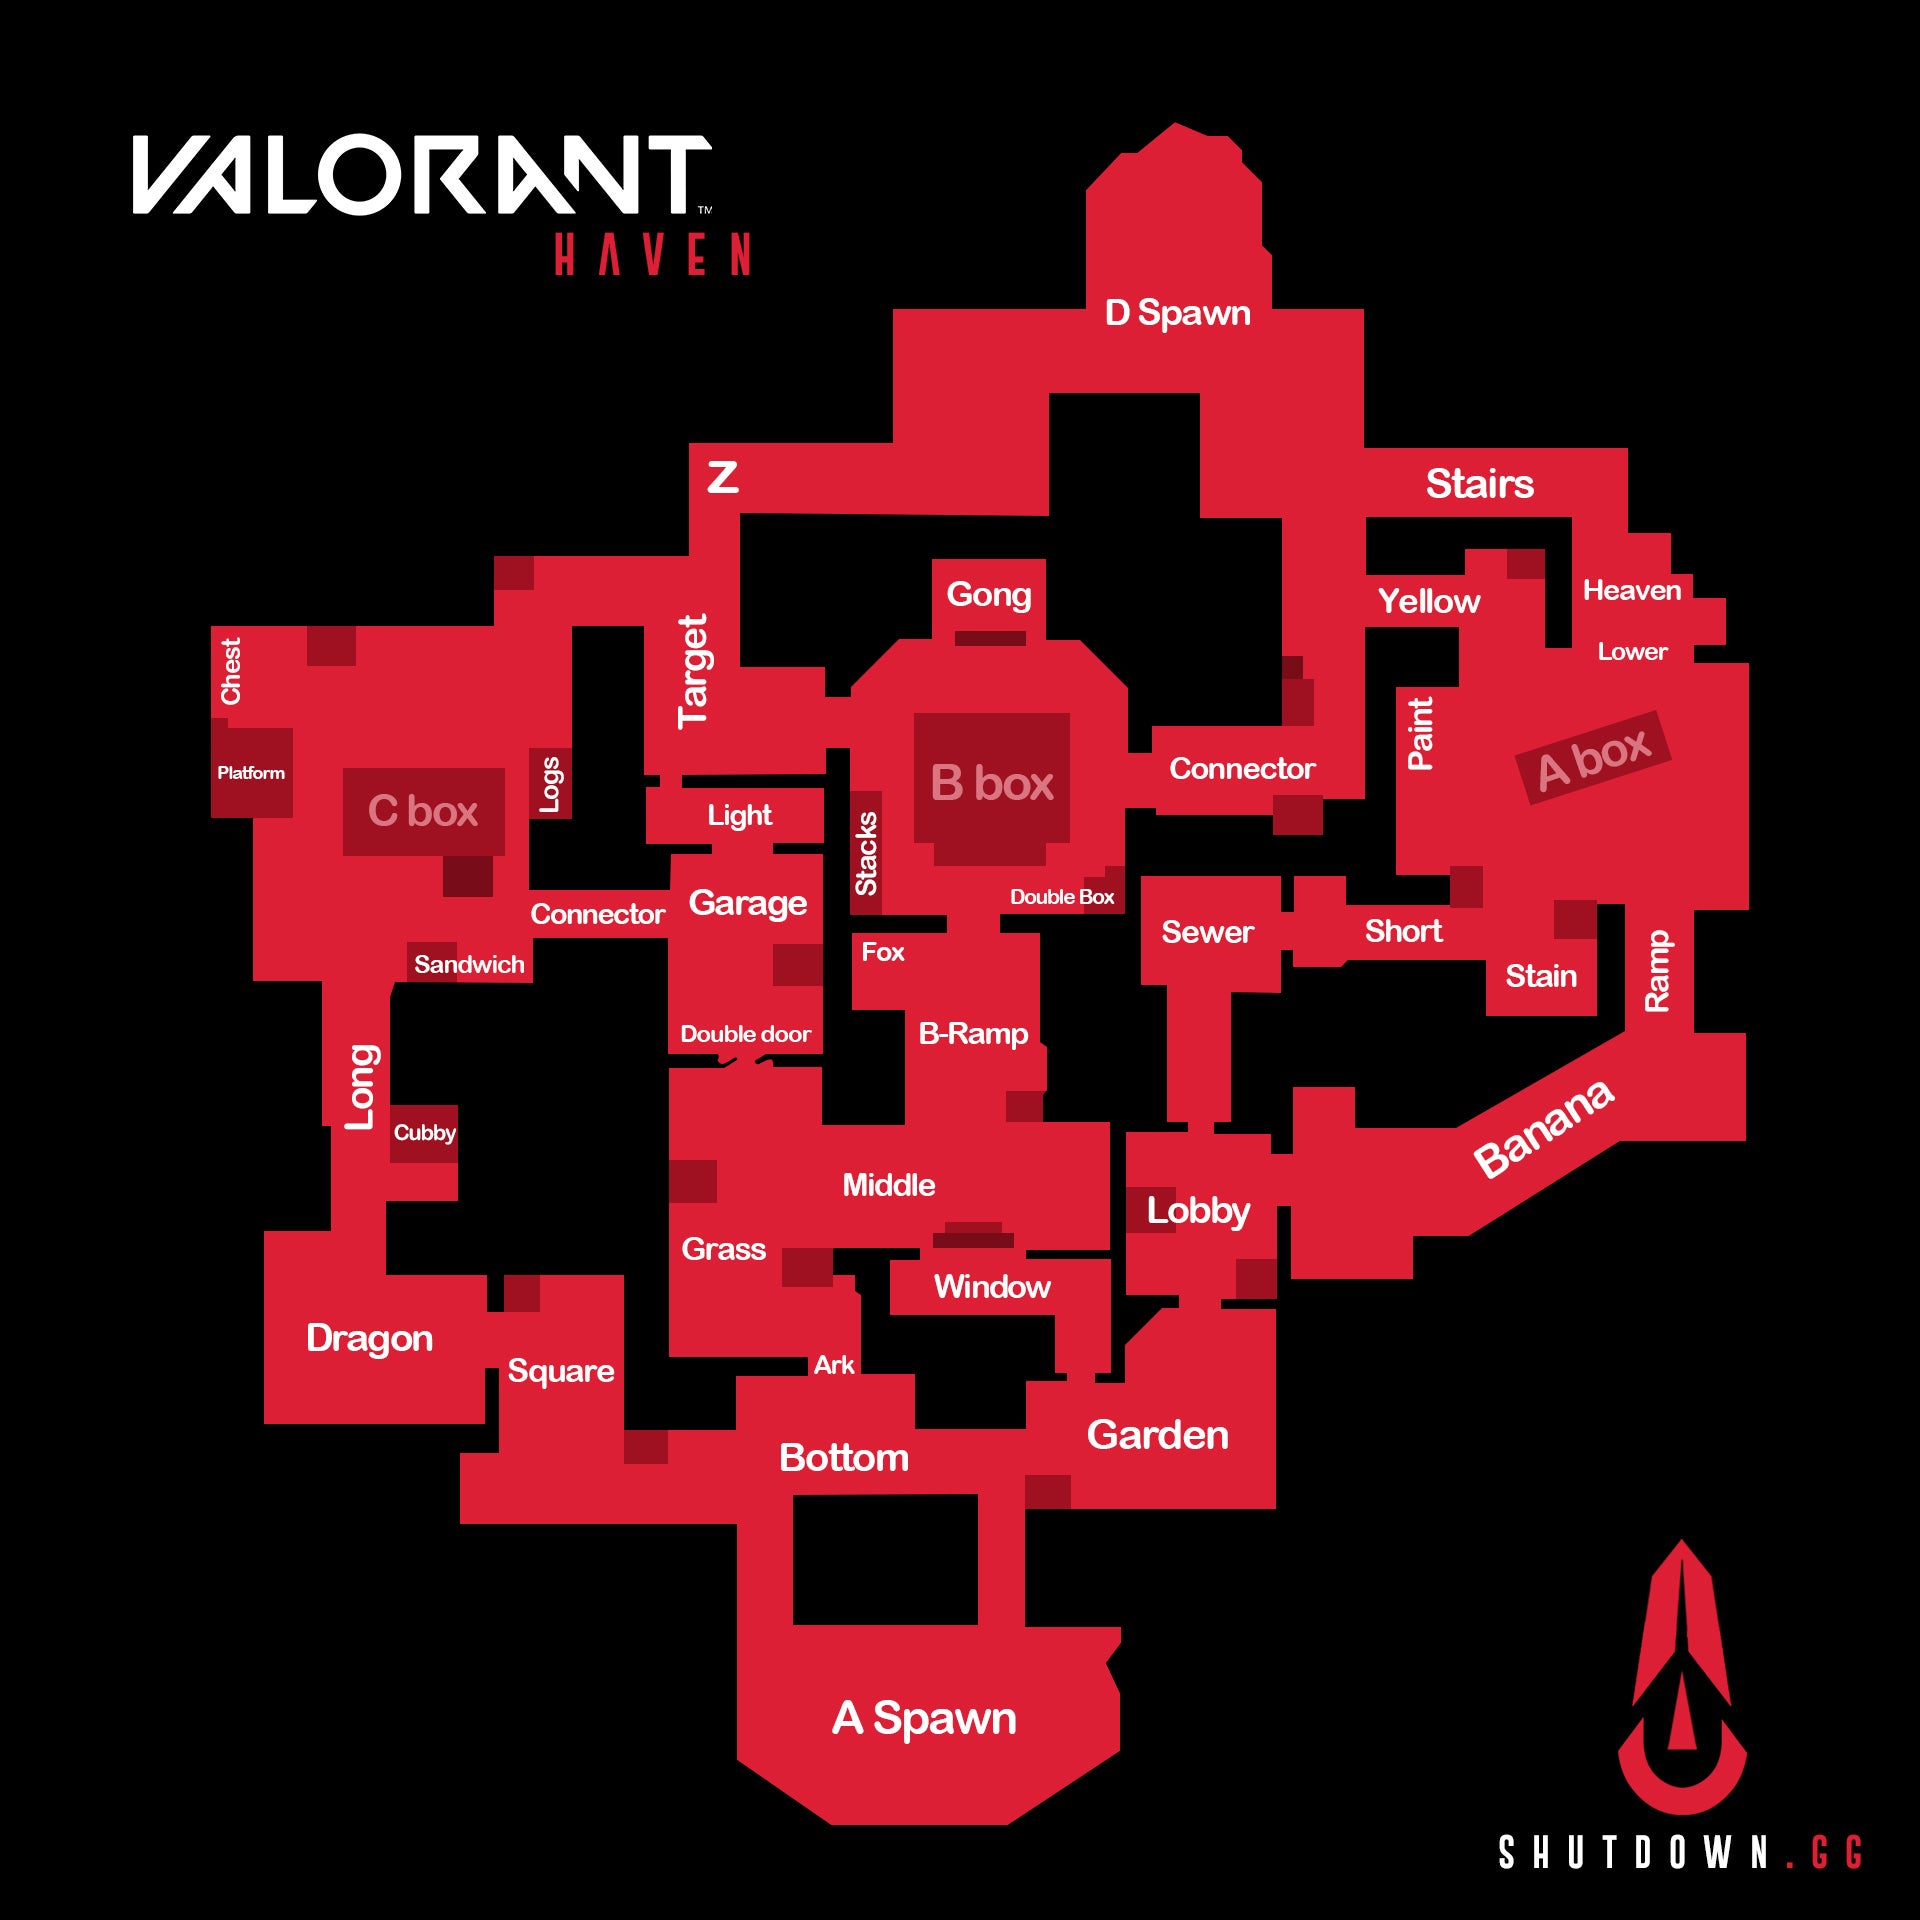 VALORANT™
HAVEN
D Spawn
Z
Stairs
Gong
Heaven
Yellow
Lower
Chest
Target
Paint
A box
Platform
Connector
B box
Logs
C box
Light
Stacks
Double Box
Garage
Connector
Sewer
Short
Fox
Sandwich
Stain
Ramp
Double door
B-Ramp
Long
Cubby
Banana
Middle
Lobby
Grass
Window
Dragon
Ark
Square
Garden
Bottom
A Spawn
SHUTDOWN.GG